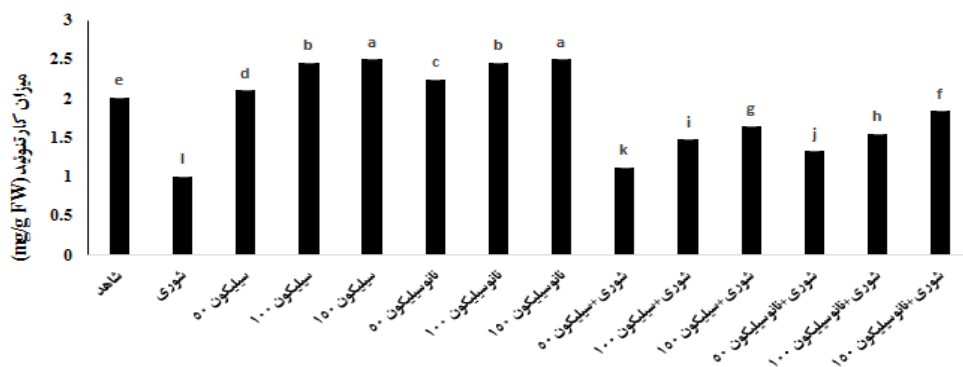 میزان کارتنوئید (mg/g FW)
3
2.5
2
1.5
1
0.5
0
e
l
d
b
a
c
b
a
k
i
g
j
h
f
شاهد
شوری
سیلیکون ۵۰
سیلیکون ۱۰۰
سیلیکون ۱۵۰
نانوسیلیکون ۵۰
نانوسیلیکون ۱۰۰
نانوسیلیکون ۱۵۰
شوری+سیلیکون ۵۰
شوری+سیلیکون ۱۰۰
شوری+سیلیکون ۱۵۰
شوری+نانوسیلیکون ۵۰
شوری+نانوسیلیکون ۱۰۰
شوری+نانوسیلیکون ۱۵۰